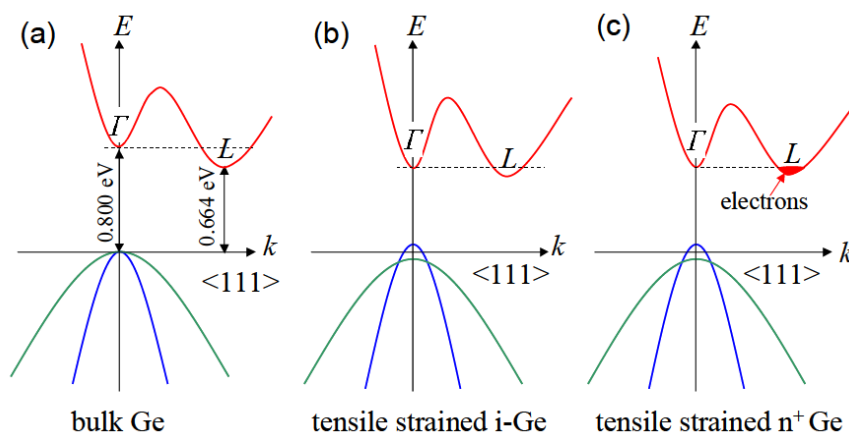 (a)
E
Γ
L
0.800 eV
0.664 eV
k
<111>
bulk Ge
(b)
E
Γ
L
k
<111>
tensile strained i-Ge
(c)
E
Γ
L
electrons
k
<111>
tensile strained n⁺ Ge